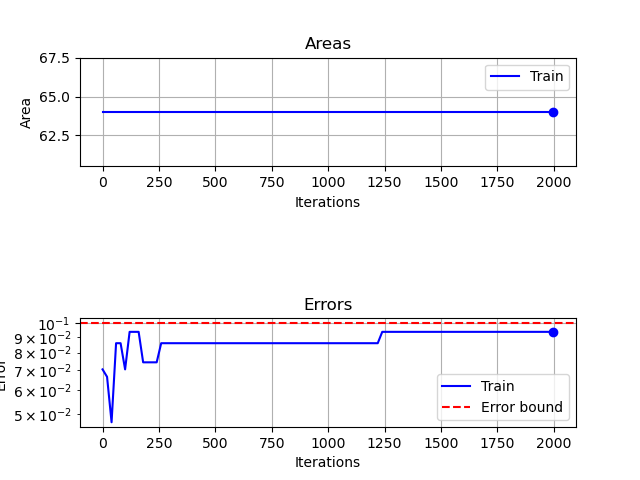 Areas
67.5
65.0
62.5
Area
Train
0 250 500 750 1000 1250 1500 1750 2000
Iterations
Errors
10⁻¹
9 × 10⁻²
8 × 10⁻²
7 × 10⁻²
6 × 10⁻²
5 × 10⁻²
Error
Train
Error bound
0 250 500 750 1000 1250 1500 1750 2000
Iterations